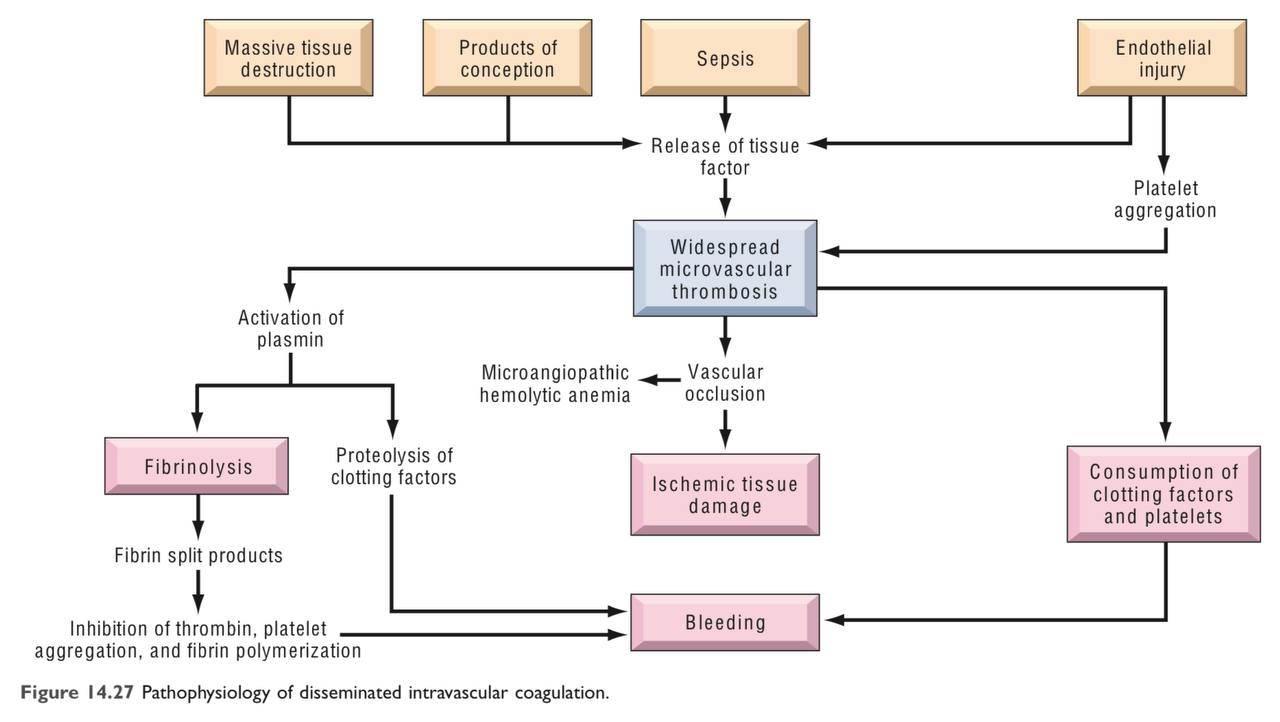 Massive tissue
destruction
Products of
conception
Sepsis
Endothelial
injury
Release of tissue
factor
Platelet
aggregation
Widespread
microvascular
thrombosis
Activation of
plasmin
Microangiopathic
hemolytic anemia
Vascular
occlusion
Fibrinolysis
Proteolysis of
clotting factors
Ischemic tissue
damage
Consumption of
clotting factors
and platelets
Fibrin split products
Inhibition of thrombin, platelet
aggregation, and fibrin polymerization
Bleeding
Figure 14.27 Pathophysiology of disseminated intravascular coagulation.